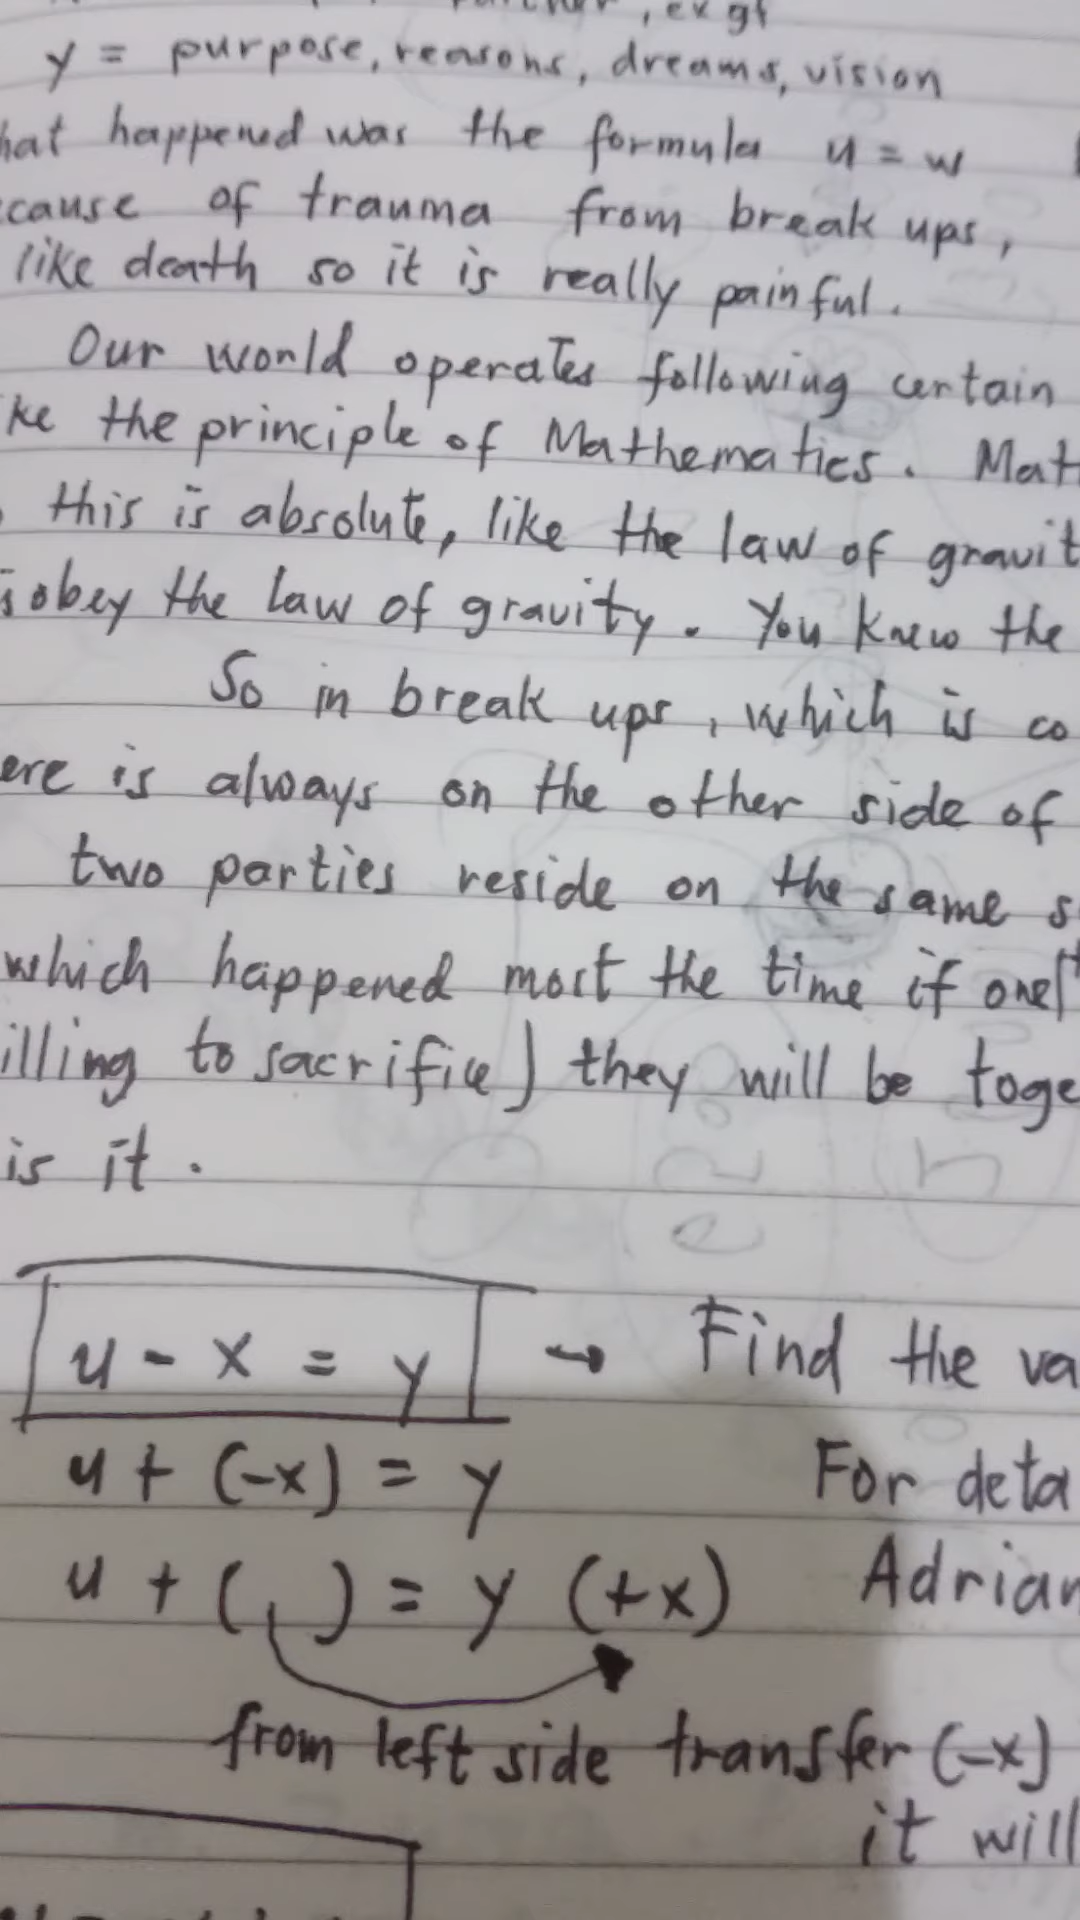 , ex gf
y = purpose, reasons, dreams, vision
hat happened was the formula u = w
cause of trauma from break ups,
like death so it is really painful.
Our world operates following certain
ke the principle of Mathematics. Mat
this is absolute, like the law of gravit
obey the law of gravity. You knew the
So in break ups, which is co
ere is always on the other side of
two parties reside on the same s
which happened most the time if one
illing to sacrifice) they will be toge
is it.
u - x = y → Find the va
u + (-x) = y For deta
u + ( ) = y (+x) Adrian
from left side transfer (-x)
it will